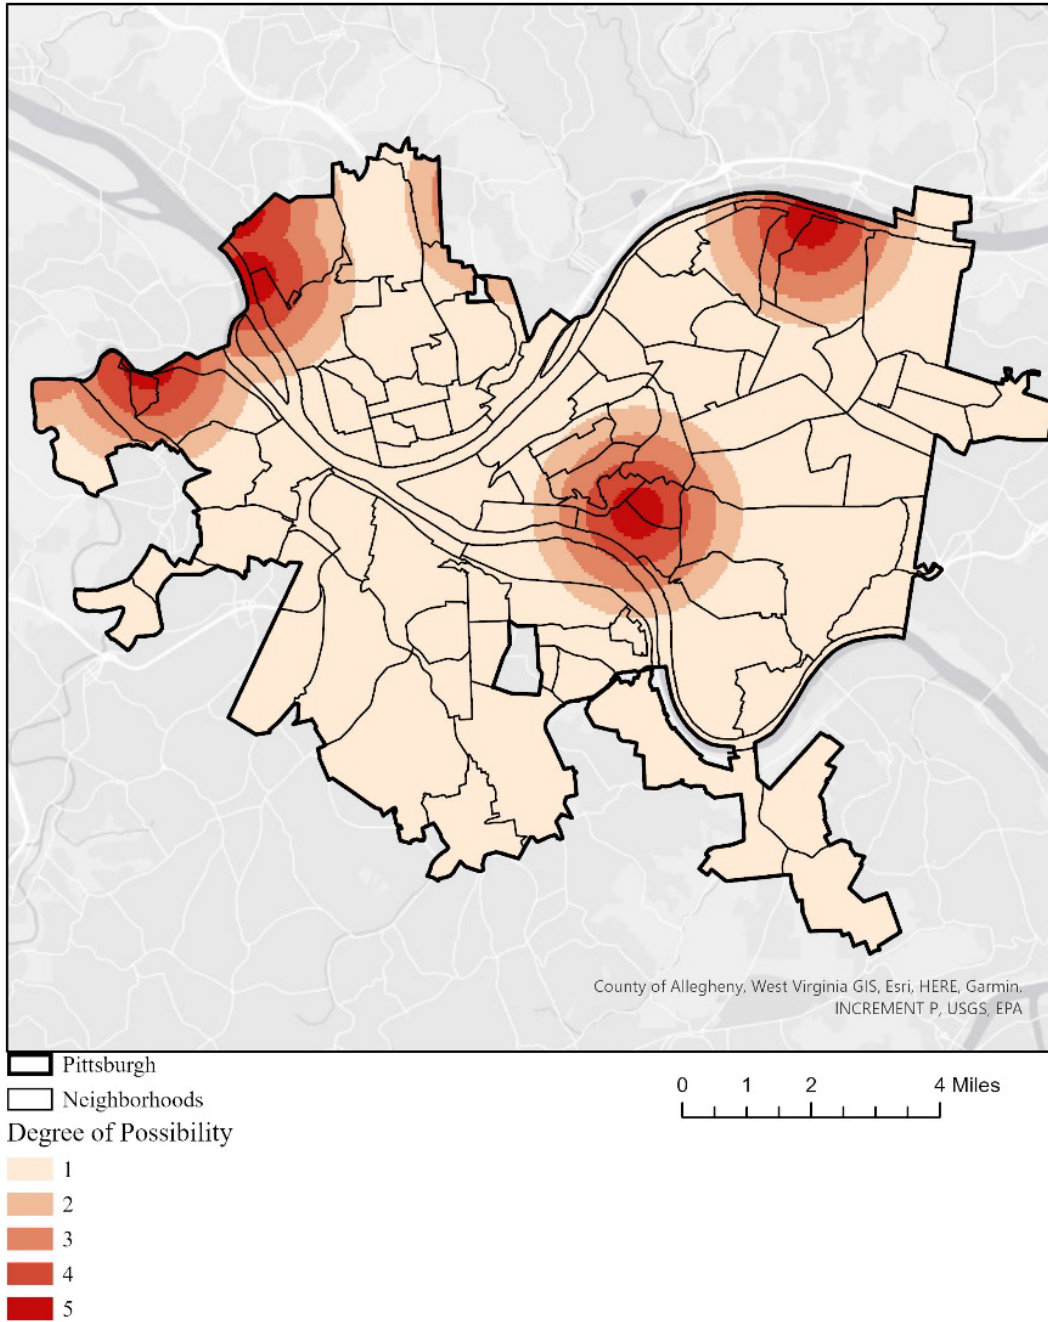 County of Allegheny, West Virginia GIS, Esri, HERE, Garmin,
INCREMENT P, USGS, EPA
Pittsburgh
Neighborhoods
0 1 2 4 Miles
Degree of Possibility
1
2
3
4
5